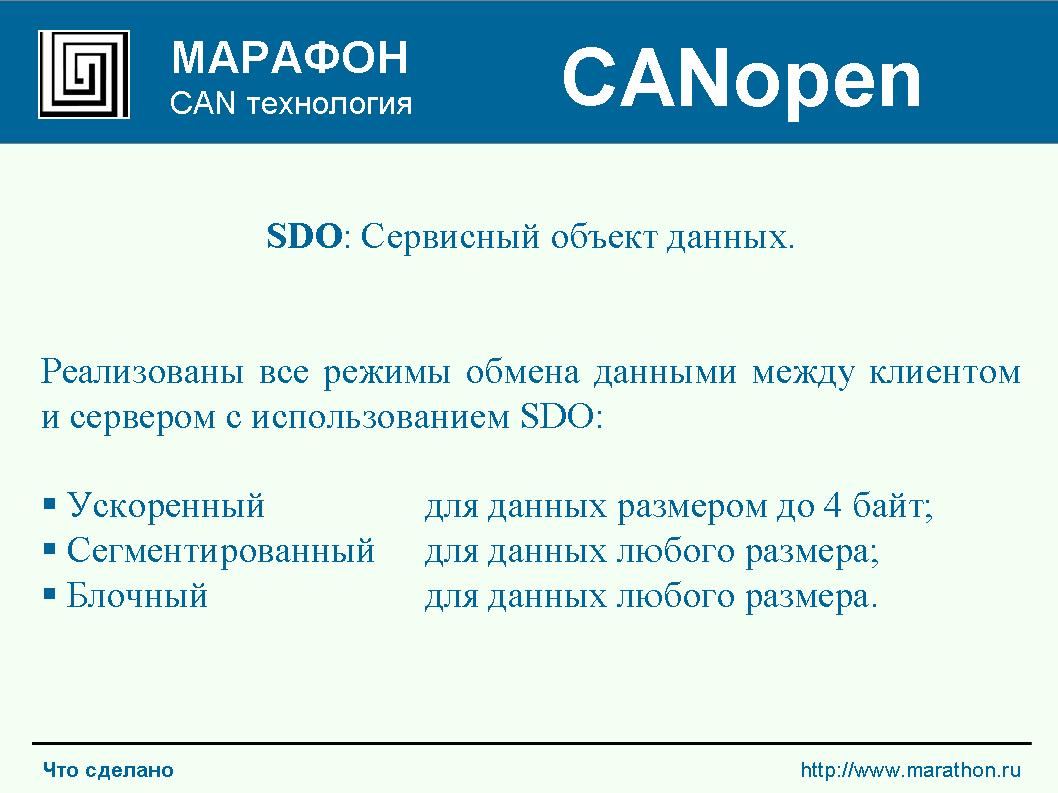 МАРАФОН
CAN технология
CANopen
SDO: Сервисный объект данных.
Реализованы все режимы обмена данными между клиентом
и сервером с использованием SDO:
▪ Ускоренный для данных размером до 4 байт;
▪ Сегментированный для данных любого размера;
▪ Блочный для данных любого размера.
Что сделано http://www.marathon.ru